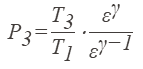 P₃ = T₃/T₁ · ε^γ/ε^(γ−1)